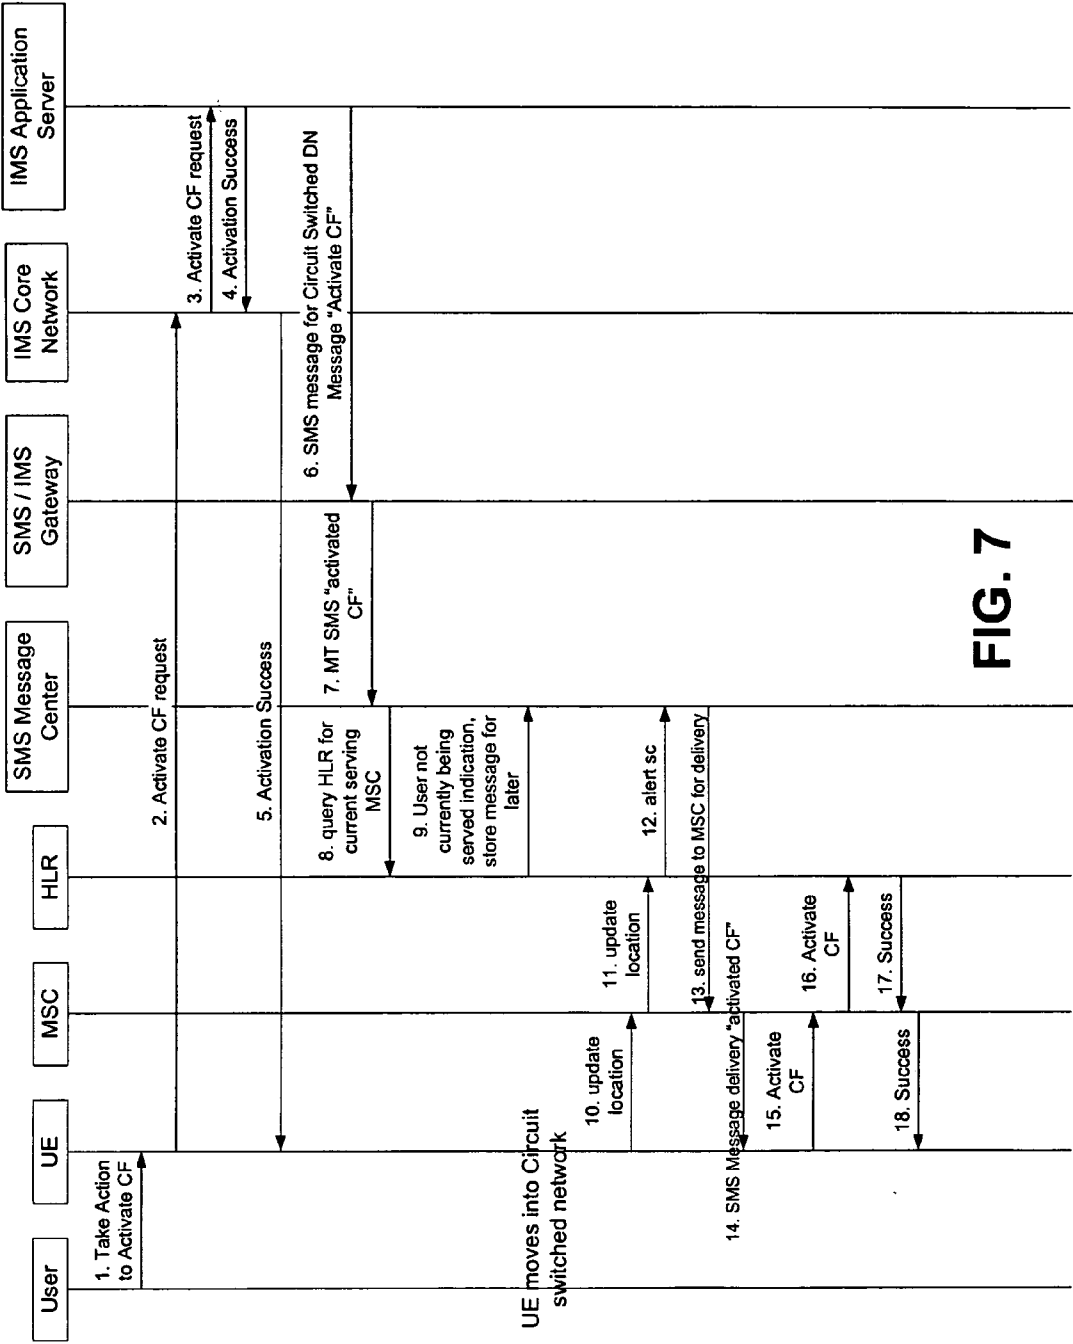 User
UE
MSC
HLR
SMS Message
Center
SMS / IMS
Gateway
IMS Core
Network
IMS Application
Server
1. Take Action
to Activate CF
2. Activate CF request
3. Activate CF request
4. Activation Success
5. Activation Success
6. SMS message for Circuit Switched DN
Message "Activate CF"
7. MT SMS "activated
CF"
8. query HLR for
current serving
MSC
9. User not
currently being
served indication,
store message for
later
UE moves into Circuit
switched network
10. update
location
11. update
location
12. alert sc
13. send message to MSC for delivery
14. SMS Message delivery "activated CF"
15. Activate
CF
16. Activate
CF
17. Success
18. Success
FIG. 7